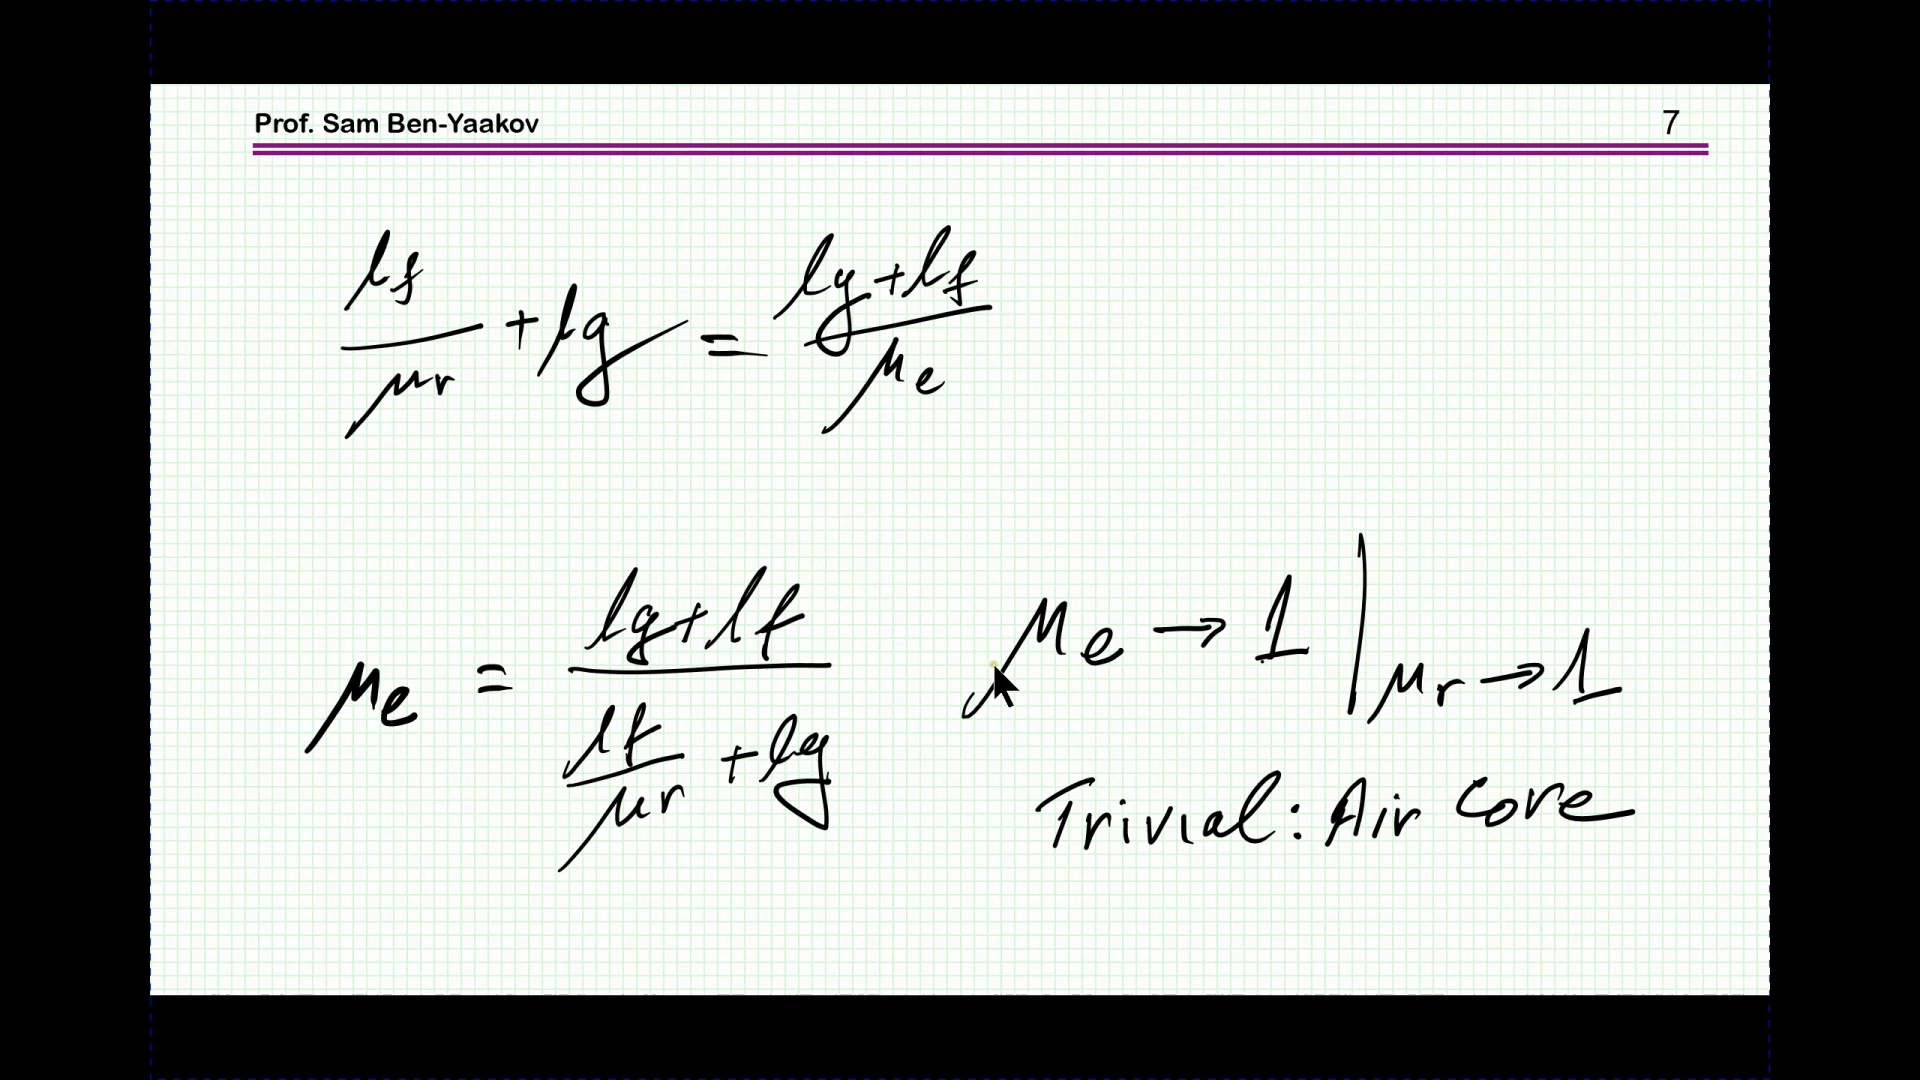 Prof. Sam Ben-Yaakov 7
lf/μr + lg = (lg + lf)/μe
μe = (lg + lf)/(lf/μr + lg)
μe → 1 | μr → 1
Trivial: Air core